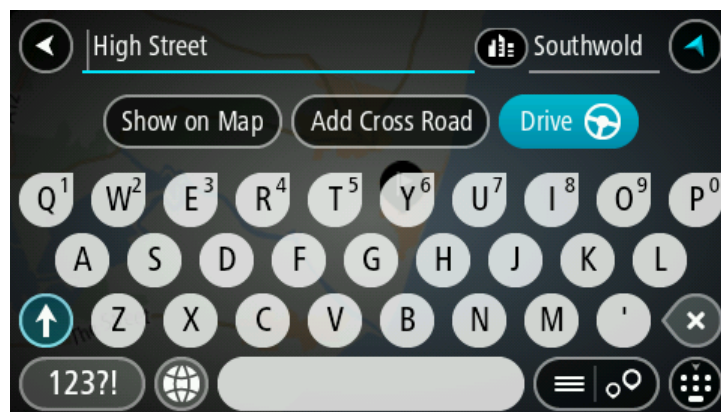 High Street Southwold
Show on Map Add Cross Road Drive
Q1 W2 E3 R4 T5 Y6 U7 I8 O9 P0
A S D F G H J K L
Z X C V B N M '
123?!